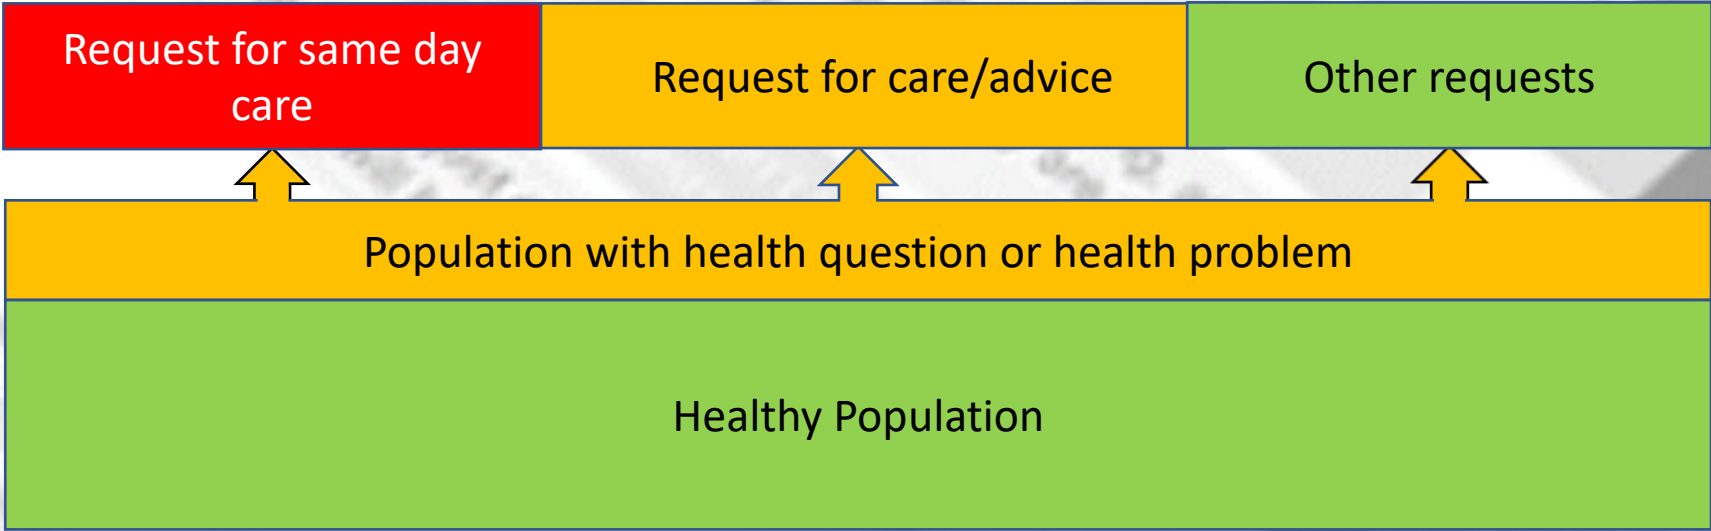 Request for same day
care
Request for care/advice
Other requests
Population with health question or health problem
Healthy Population